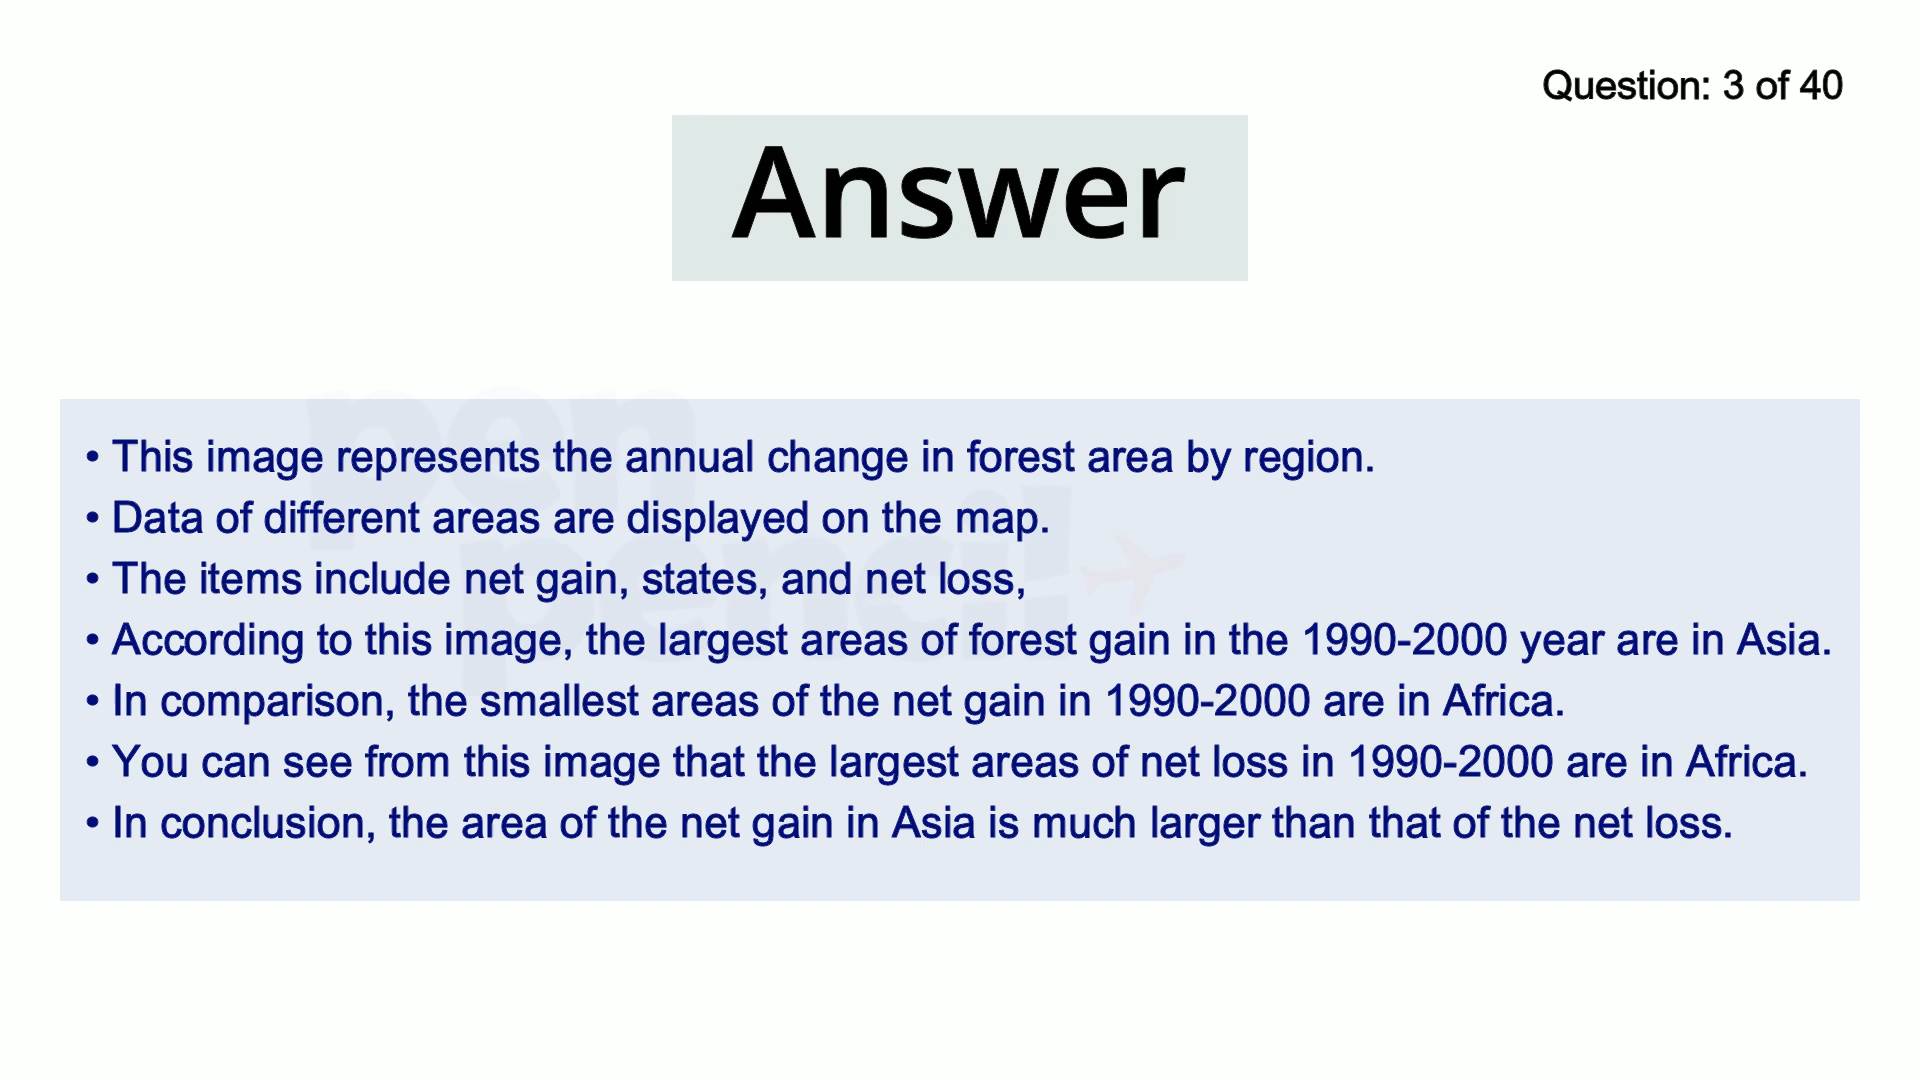 Question: 3 of 40
Answer
• This image represents the annual change in forest area by region.
• Data of different areas are displayed on the map.
• The items include net gain, states, and net loss,
• According to this image, the largest areas of forest gain in the 1990-2000 year are in Asia.
• In comparison, the smallest areas of the net gain in 1990-2000 are in Africa.
• You can see from this image that the largest areas of net loss in 1990-2000 are in Africa.
• In conclusion, the area of the net gain in Asia is much larger than that of the net loss.
pen
pencil